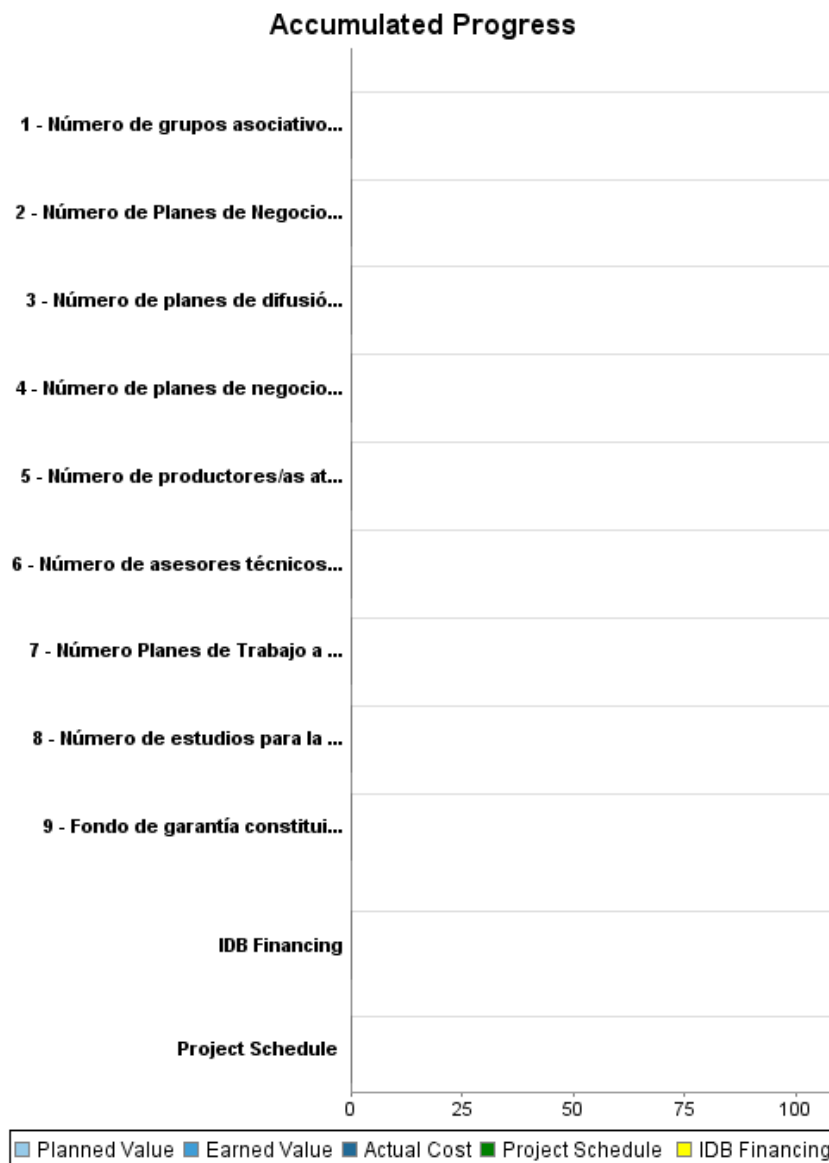 Accumulated Progress
1 - Número de grupos asociativo...
2 - Número de Planes de Negocio...
3 - Número de planes de difusió...
4 - Número de planes de negocio...
5 - Número de productores/as at...
6 - Número de asesores técnicos...
7 - Número Planes de Trabajo a ...
8 - Número de estudios para la ...
9 - Fondo de garantía constitui...
IDB Financing
Project Schedule
0 25 50 75 100
Planned Value Earned Value Actual Cost Project Schedule IDB Financing